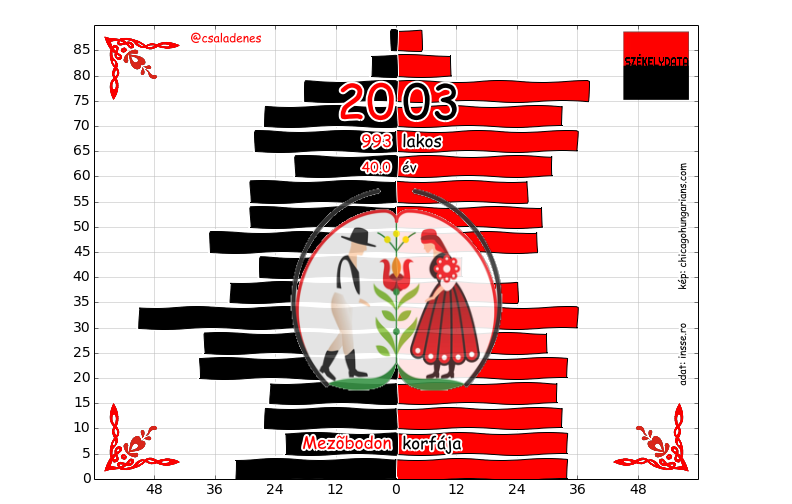 @csaladenes
SZÉKELYDATA
2003
993 lakos
40.0 év
kép: chicagohungarians.com
adat: insse.ro
Mezõbodon korfája
85
80
75
70
65
60
55
50
45
40
35
30
25
20
15
10
5
0
48 36 24 12 0 12 24 36 48